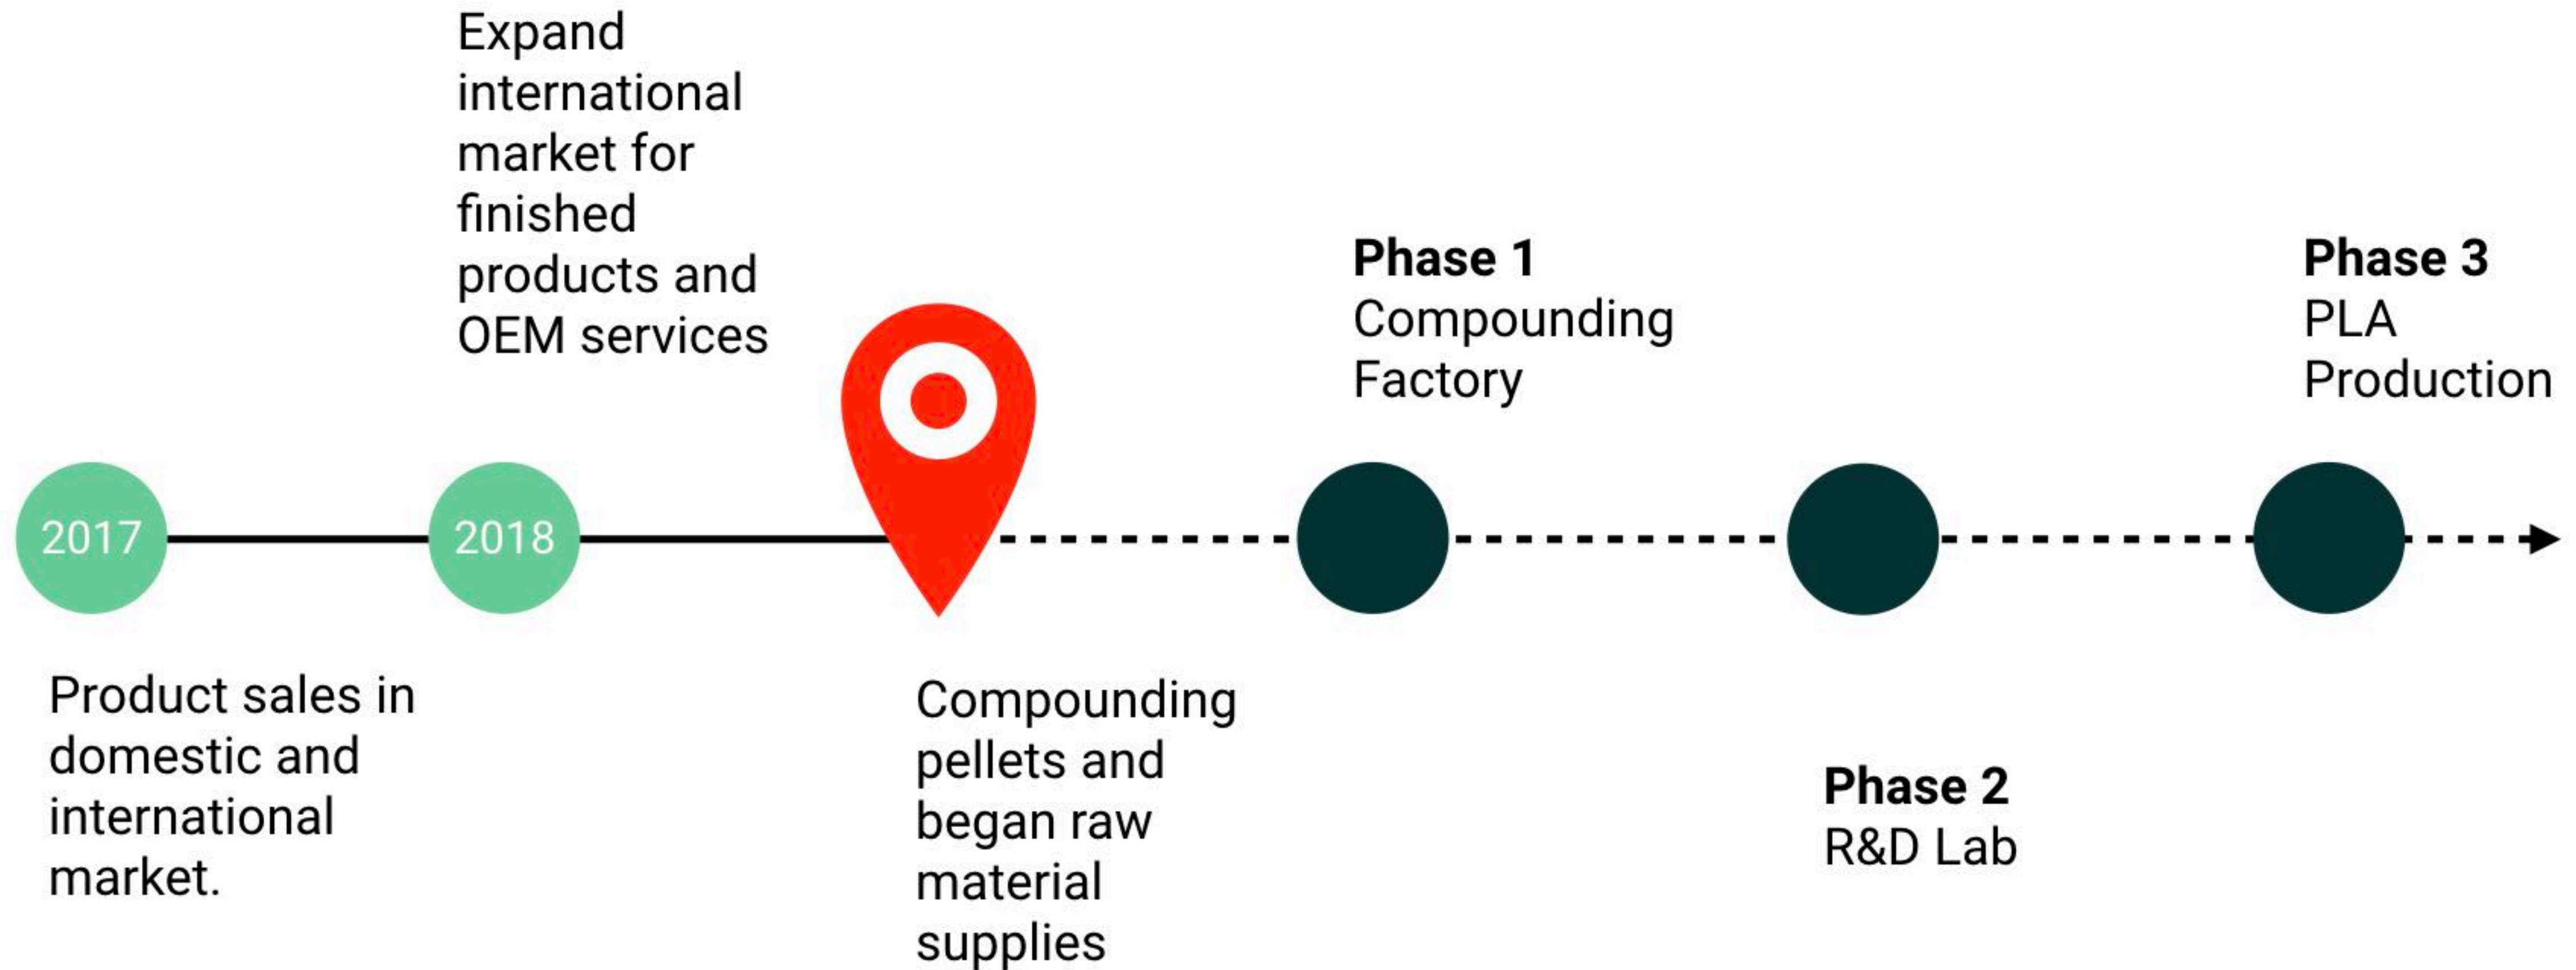 Expand
international
market for
finished
products and
OEM services
Phase 1
Compounding
Factory
Phase 3
PLA
Production
2017
2018
Product sales in
domestic and
international
market.
Compounding
pellets and
began raw
material
supplies
Phase 2
R&D Lab